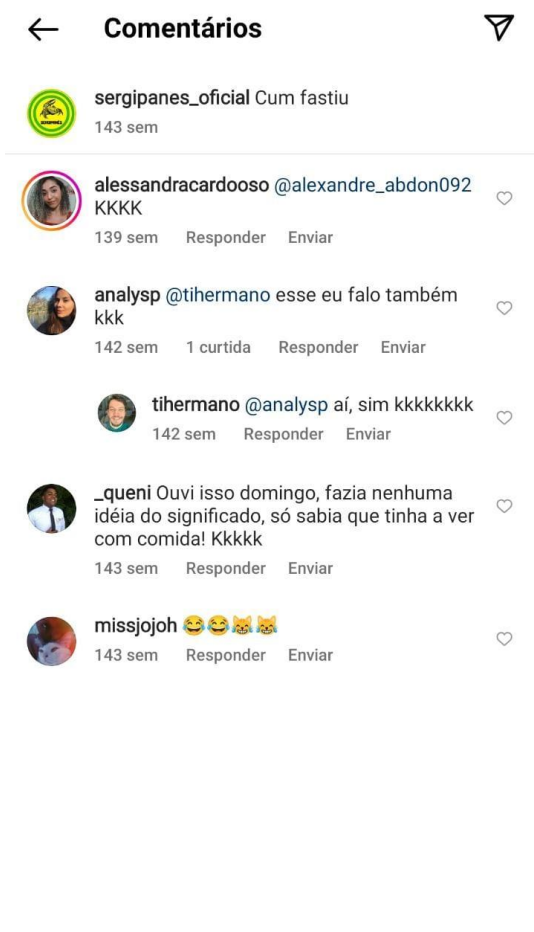 Comentários
sergipanes_oficial Cum fastiu
143 sem
alessandracardooso @alexandre_abdon092
KKKK
139 sem Responder Enviar
analysp @tihermano esse eu falo também
kkk
142 sem 1 curtida Responder Enviar
tihermano @analysp aí, sim kkkkkkkk
142 sem Responder Enviar
_queni Ouvi isso domingo, fazia nenhuma
idéia do significado, só sabia que tinha a ver
com comida! Kkkkk
143 sem Responder Enviar
missjojoh 😂😂😹😹
143 sem Responder Enviar